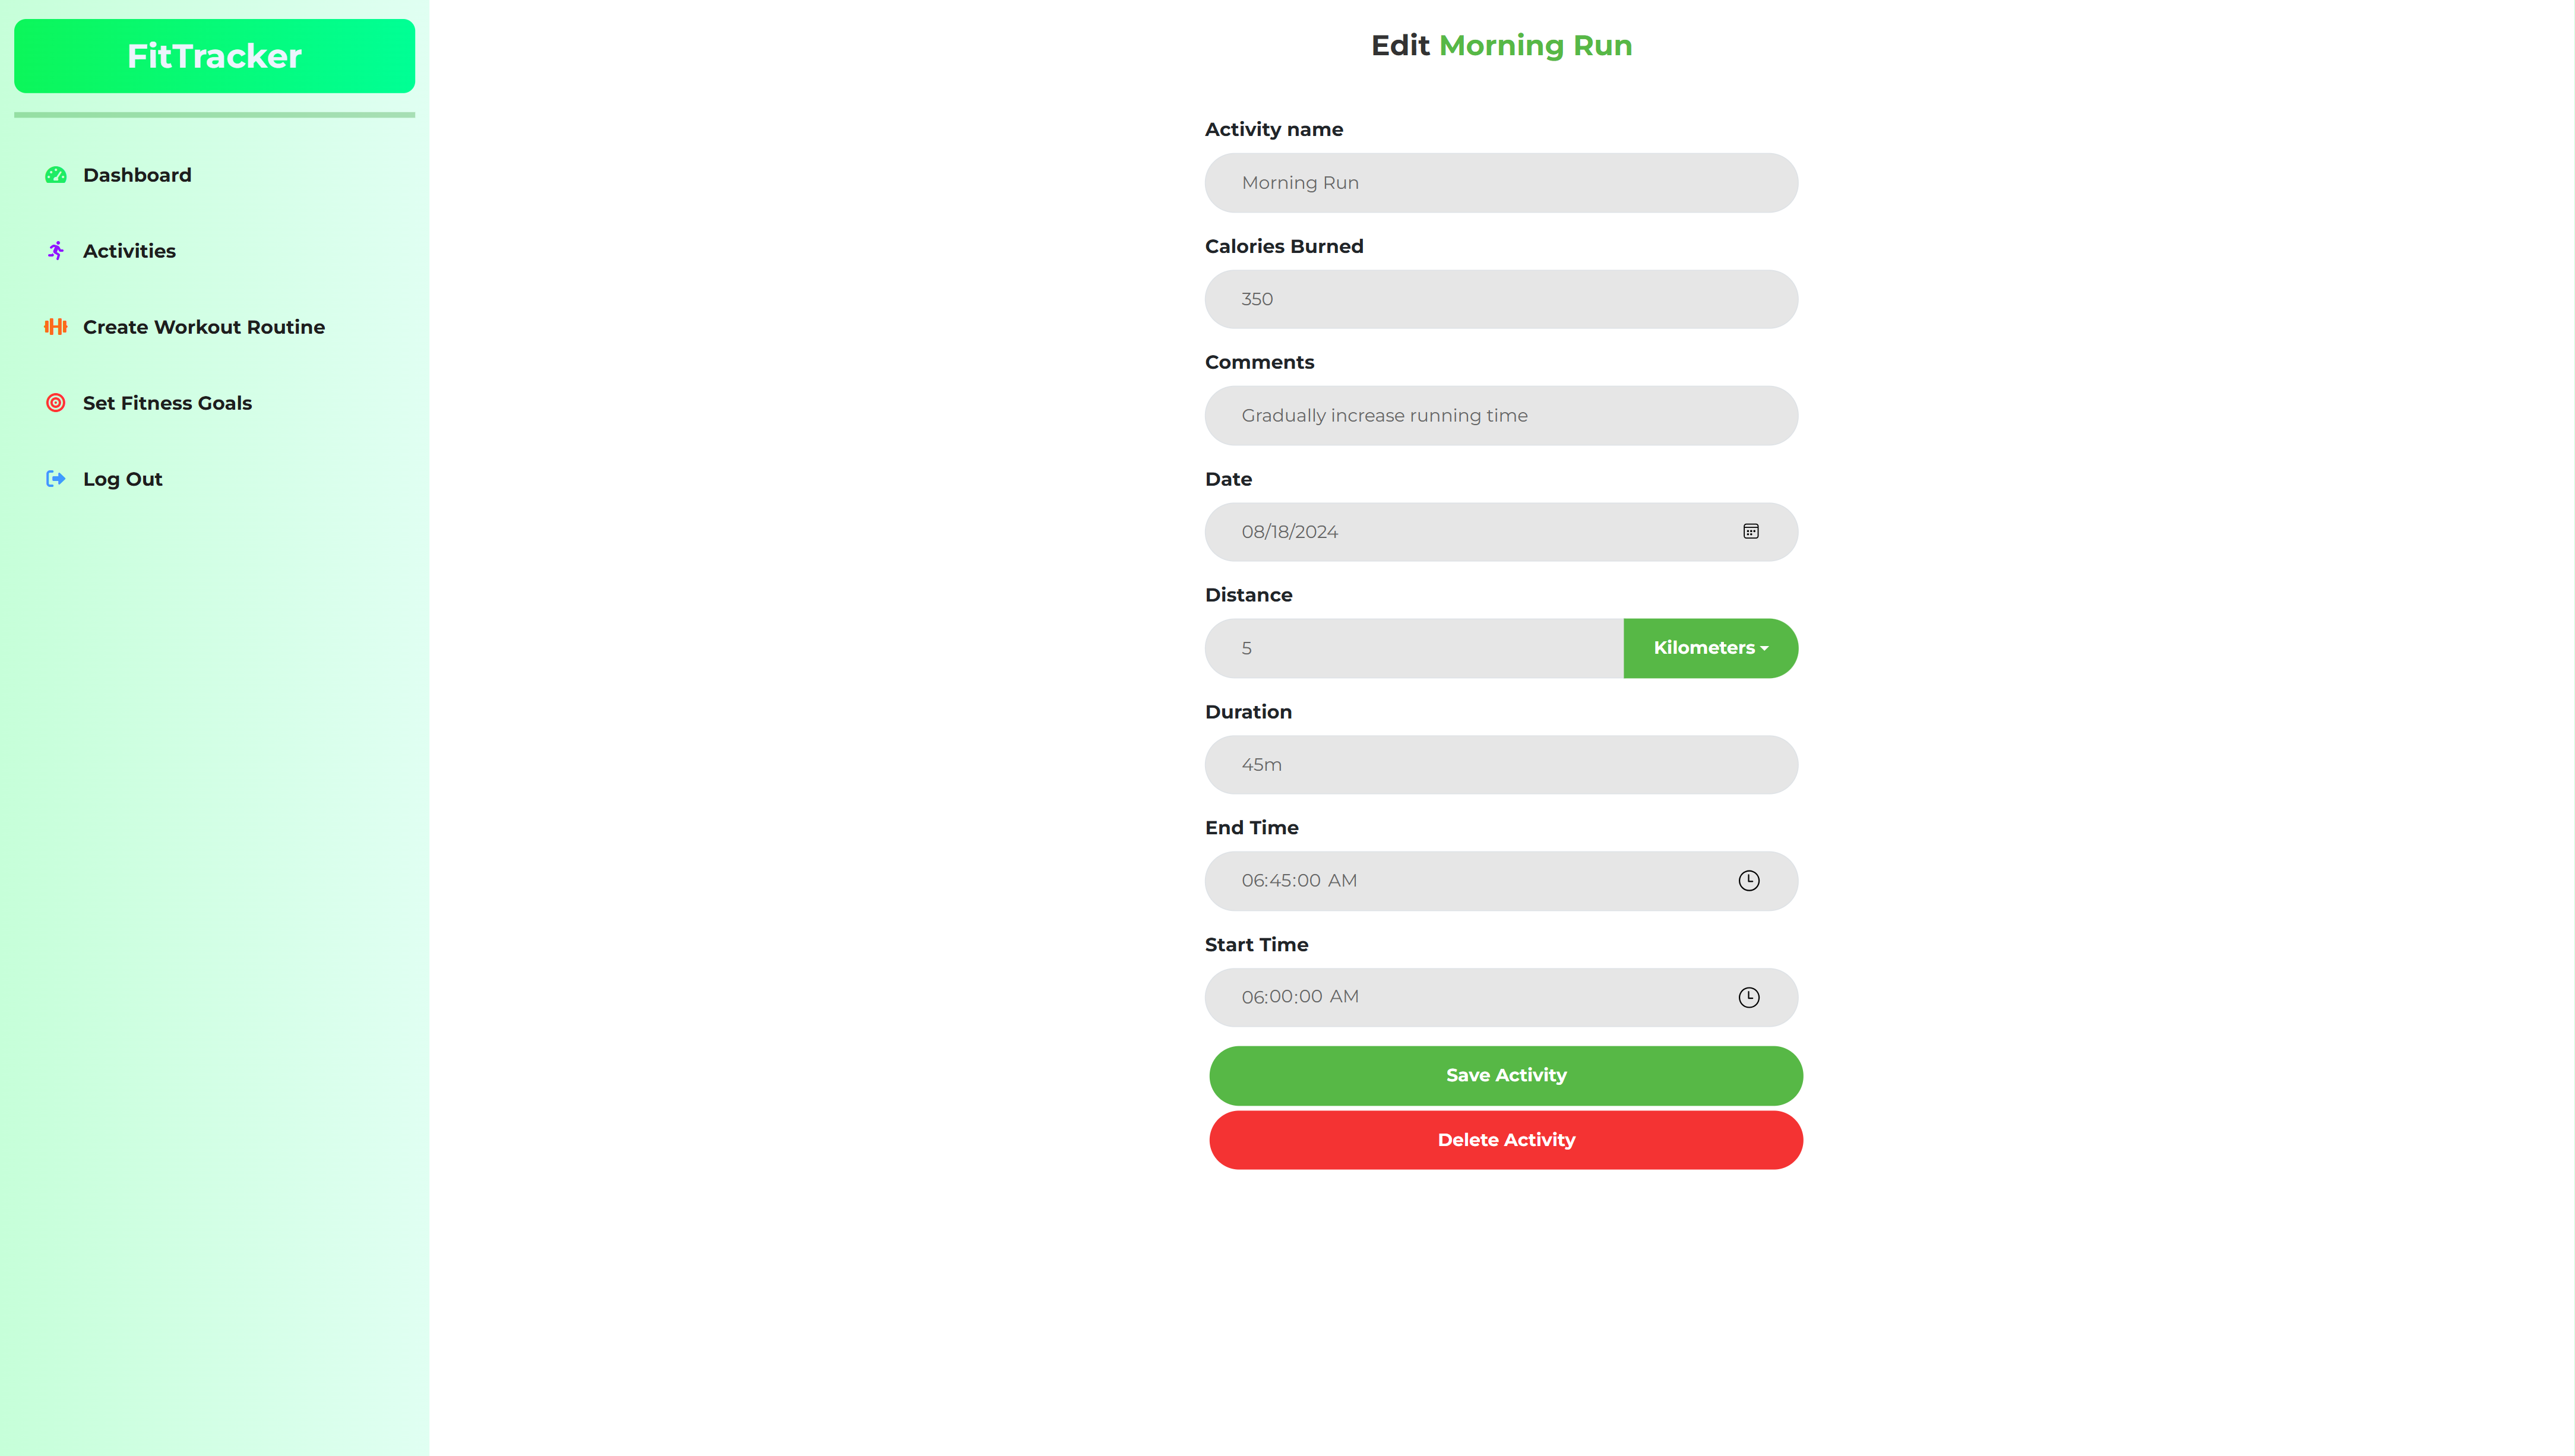 FitTracker
Dashboard
Activities
Create Workout Routine
Set Fitness Goals
Log Out
Edit Morning Run
Activity name
Morning Run
Calories Burned
350
Comments
Gradually increase running time
Date
08/18/2024
Distance
5
Kilometers
Duration
45m
End Time
06:45:00 AM
Start Time
06:00:00 AM
Save Activity
Delete Activity